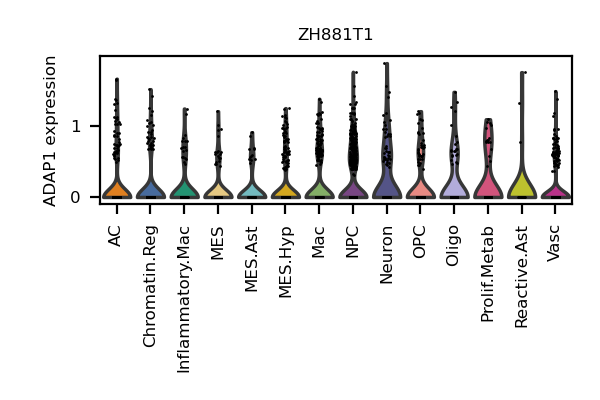 ZH881T1
ADAP1 expression
1
0
AC
Chromatin.Reg
Inflammatory.Mac
MES
MES.Ast
MES.Hyp
Mac
NPC
Neuron
OPC
Oligo
Prolif.Metab
Reactive.Ast
Vasc